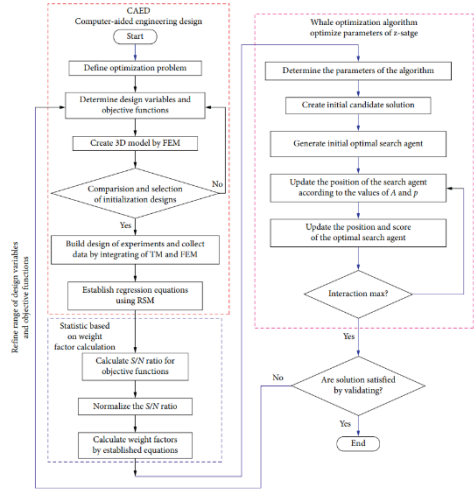 CAED
Computer-aided engineering design
Start
Define optimization problem
Determine design variables and
objective functions
Create 3D model by FEM
No
Comparision and selection
of initialization designs
Yes
Build design of experiments and collect
data by integrating of TM and FEM
Establish regression equations
using RSM
Refine range of design variables
and objective functions
Statistic based
on weight
factor calculation
Calculate S/N ratio for
objective functions
Normalize the S/N ratio
Calculate weight factors
by established equations
Whale optimization algorithm
optimize parameters of z-satge
Determine the parameters of the algorithm
Create initial candidate solution
Generate initial optimal search agent
Update the position of the search agent
according to the values of A and p
Update the position and score
of the optimal search agent
Interaction max?
Yes
No
Are solution satisfied
by validating?
Yes
End